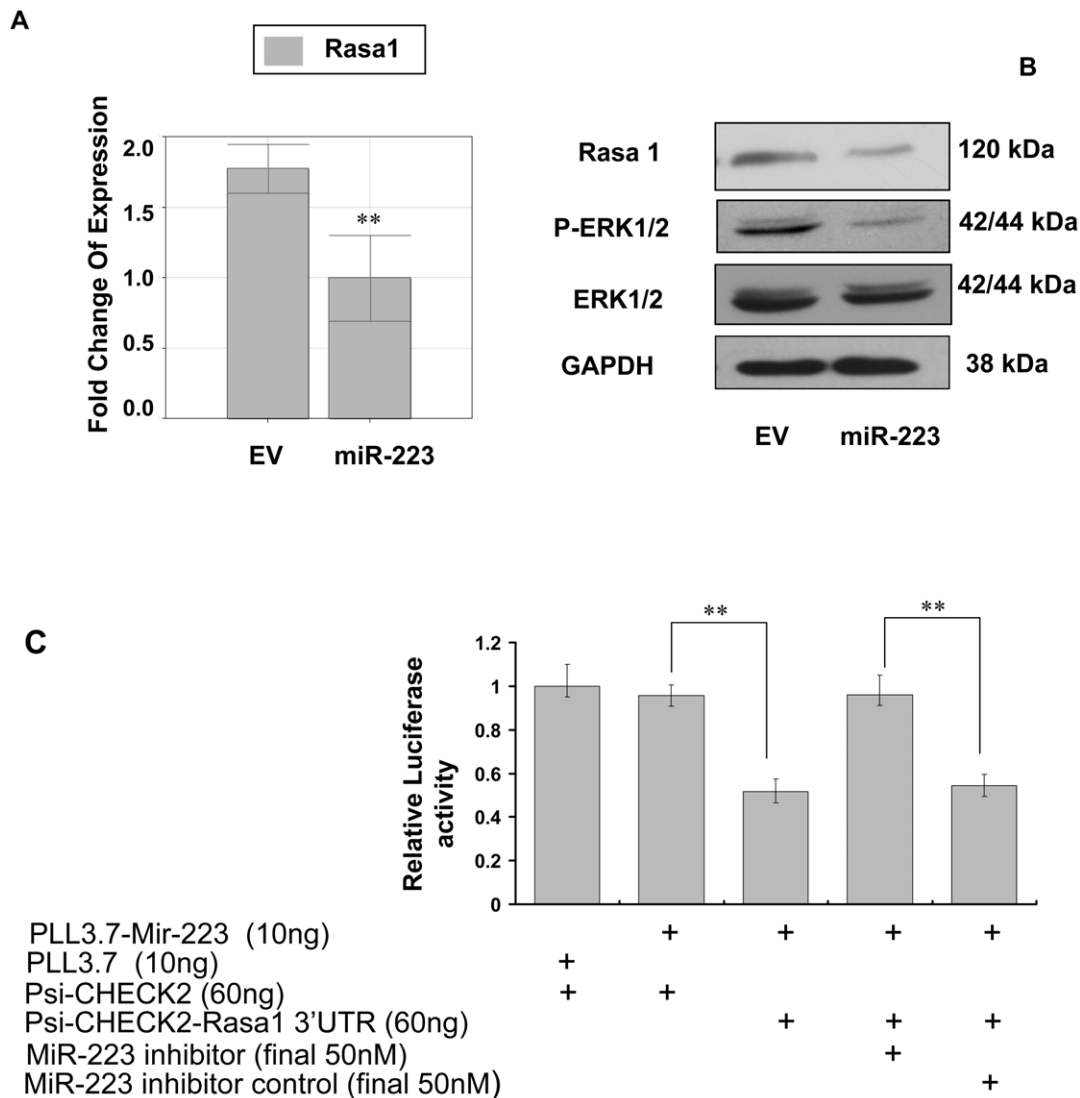 A
Rasa1
B
Fold Change Of Expression
2.0
1.5
1.0
0.5
0.0
**
EV miR-223
Rasa 1 120 kDa
P-ERK1/2 42/44 kDa
ERK1/2 42/44 kDa
GAPDH 38 kDa
EV miR-223
C
Relative Luciferase
activity
1.2
1
0.8
0.6
0.4
0.2
0
** **
PLL3.7-Mir-223 (10ng) + + + +
PLL3.7 (10ng) +
Psi-CHECK2 (60ng) + +
Psi-CHECK2-Rasa1 3'UTR (60ng) + + +
MiR-223 inhibitor (final 50nM) +
MiR-223 inhibitor control (final 50nM) +